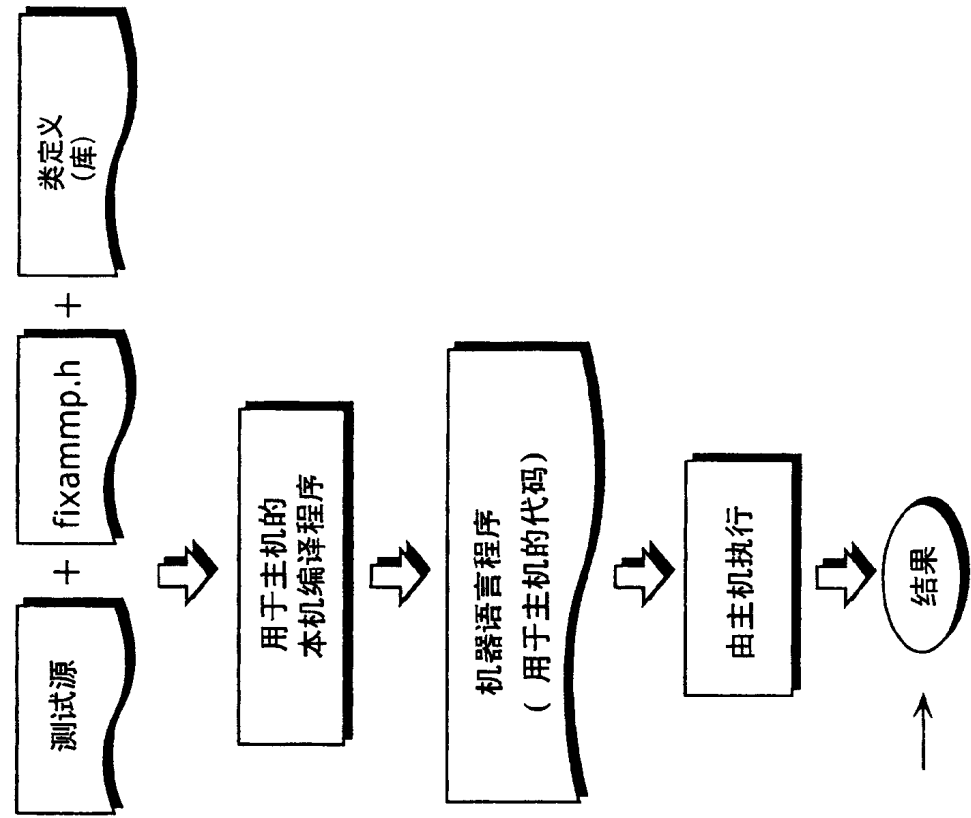 测试源
+
fixammp.h
+
类定义
(库)
用于主机的
本机编译程序
机器语言程序
( 用于主机的代码)
由主机执行
结果